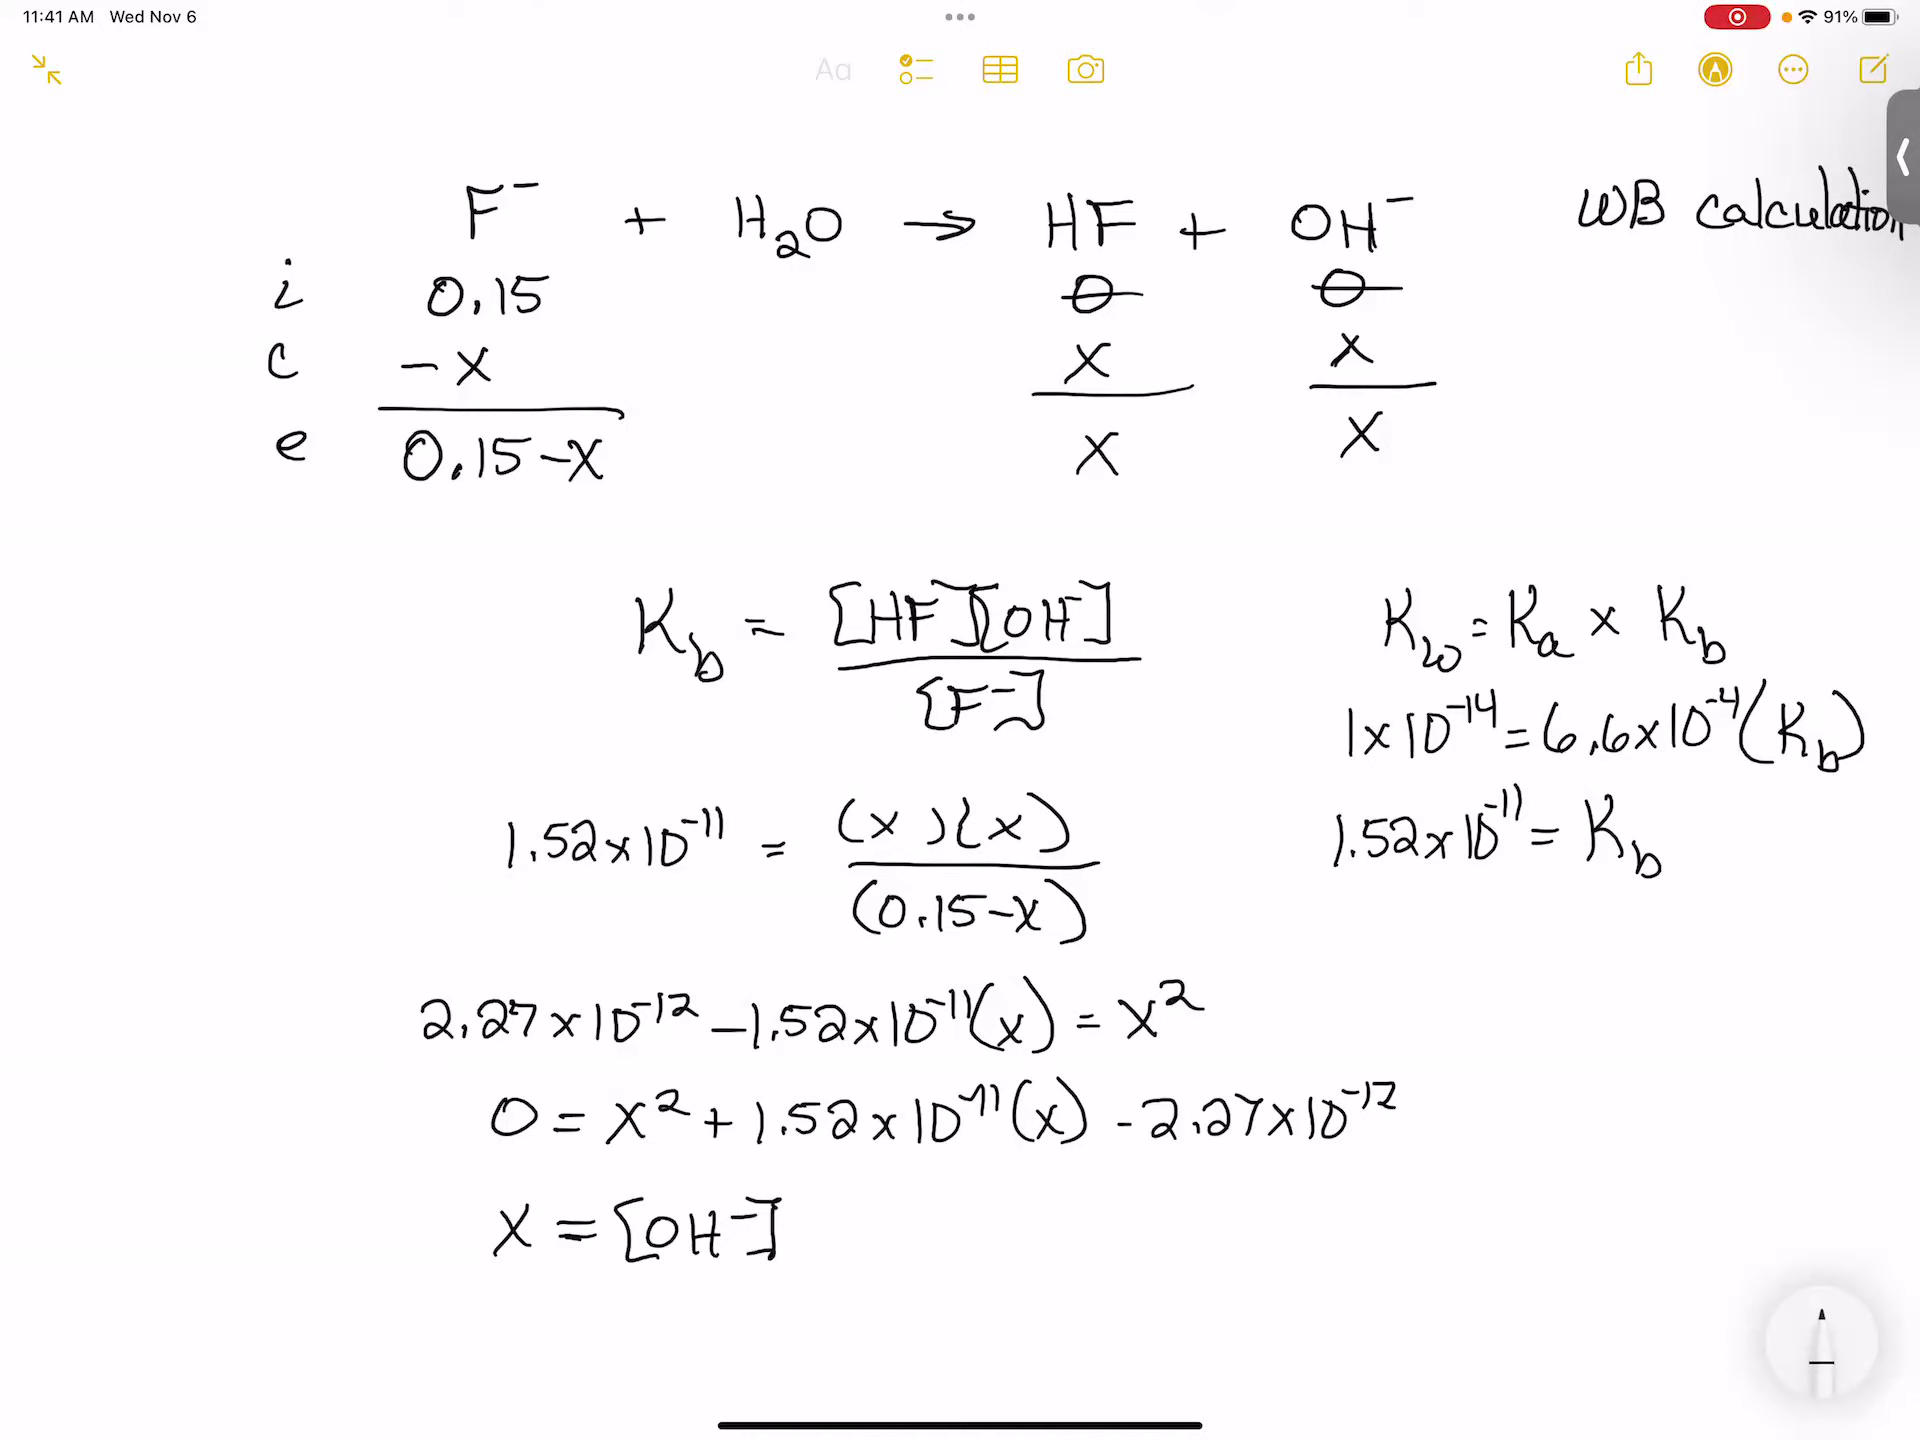 11:41 AM Wed Nov 6
91%
Aa
F⁻ + H₂O → HF + OH⁻
WB calculation
i 0.15 0 0
c -x x x
e 0.15-x x x
Kb = [HF][OH⁻] / [F⁻]
Kw = Ka x Kb
1x10⁻¹⁴ = 6.6x10⁻⁴(Kb)
1.52x10⁻¹¹ = (x)(x) / (0.15-x)
1.52x10⁻¹¹ = Kb
2.27x10⁻¹² - 1.52x10⁻¹¹(x) = x²
0 = x² + 1.52x10⁻¹¹(x) - 2.27x10⁻¹²
x = [OH⁻]